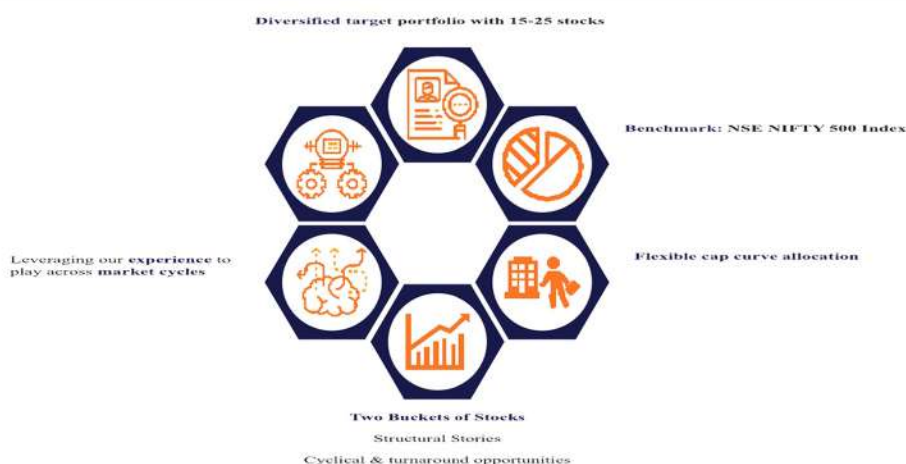 Diversified target portfolio with 15-25 stocks
Benchmark: NSE NIFTY 500 Index
Flexible cap curve allocation
Leveraging our experience to
play across market cycles
Two Buckets of Stocks
Structural Stories
Cyclical & turnaround opportunities